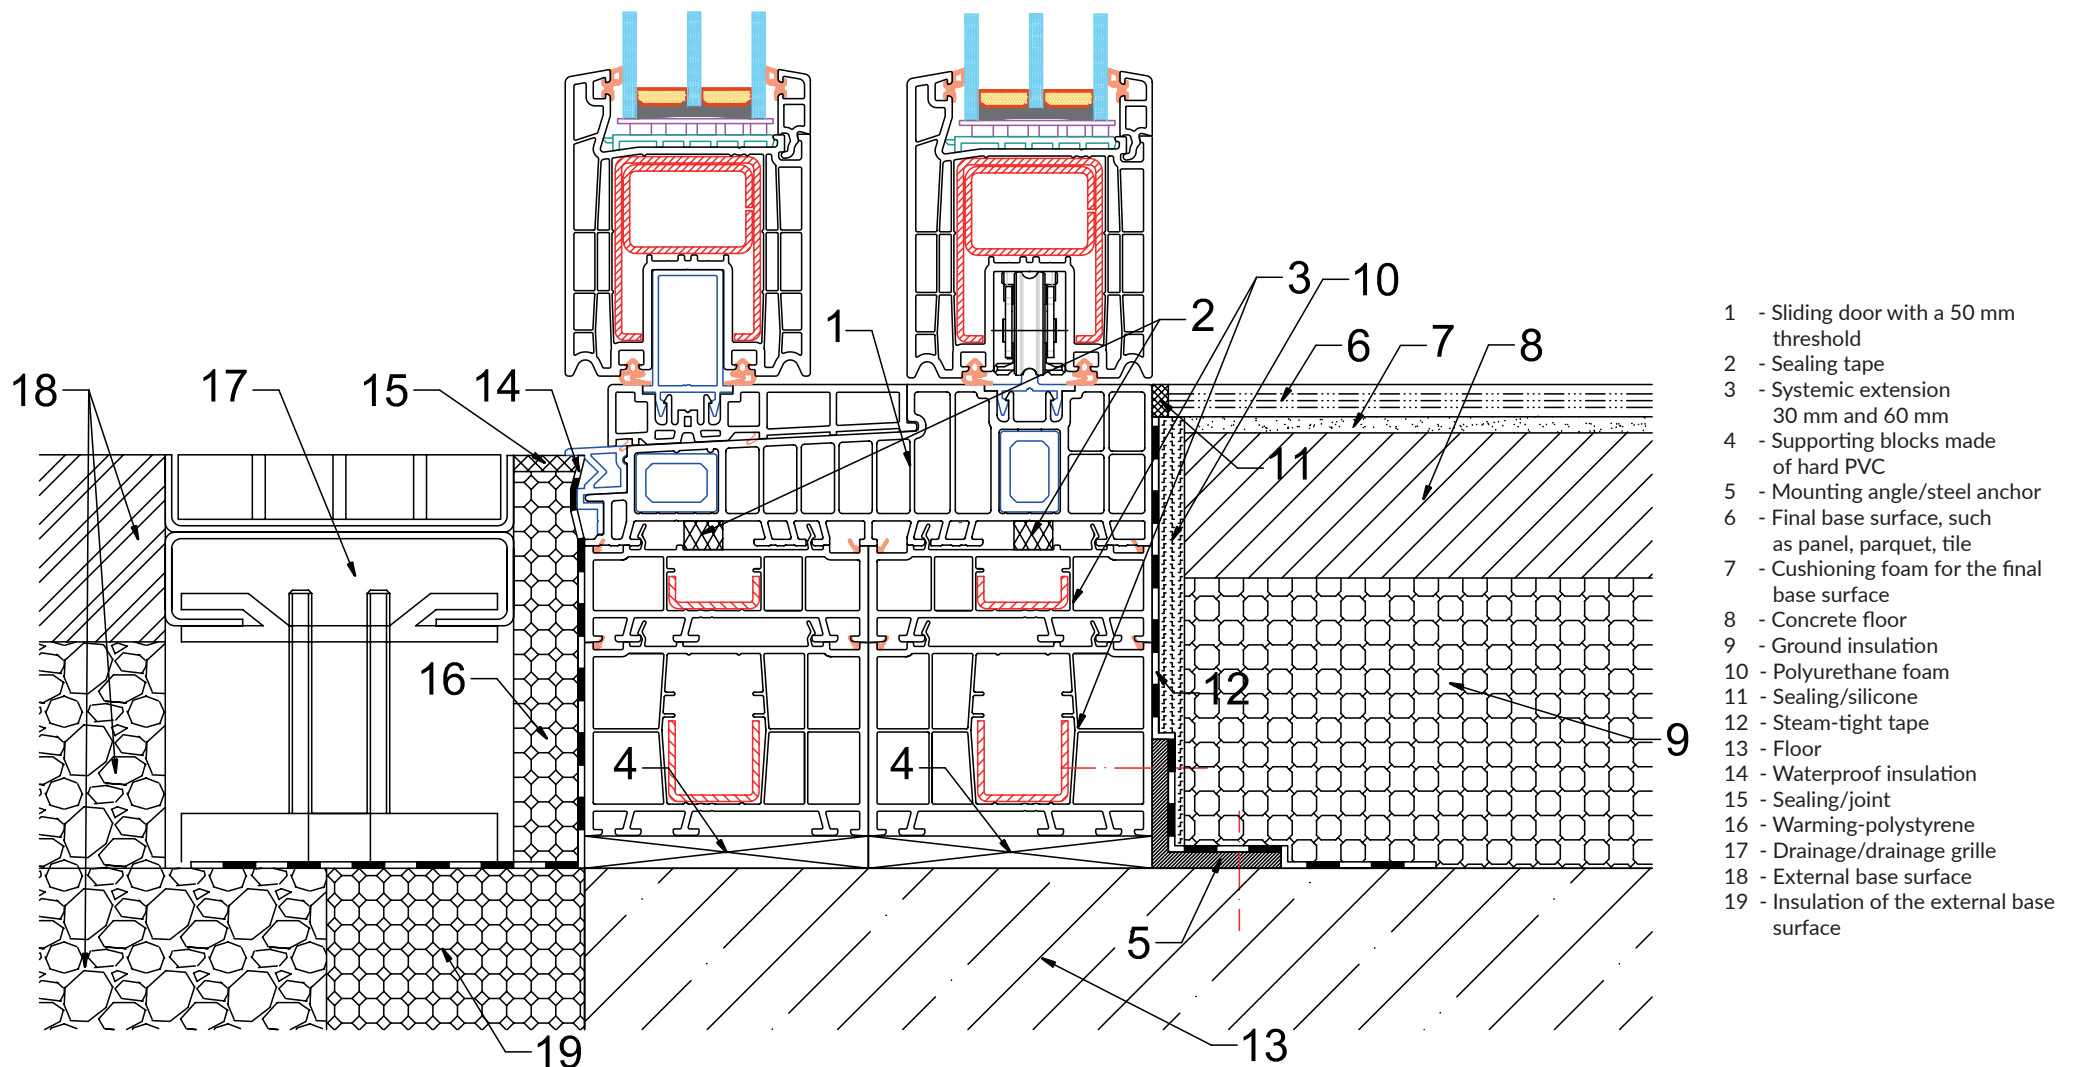 1
2
3
10
6
7
8
18
17
15
14
11
16
12
4
4
9
5
19
13
1 - Sliding door with a 50 mm
threshold
2 - Sealing tape
3 - Systemic extension
30 mm and 60 mm
4 - Supporting blocks made
of hard PVC
5 - Mounting angle/steel anchor
6 - Final base surface, such
as panel, parquet, tile
7 - Cushioning foam for the final
base surface
8 - Concrete floor
9 - Ground insulation
10 - Polyurethane foam
11 - Sealing/silicone
12 - Steam-tight tape
13 - Floor
14 - Waterproof insulation
15 - Sealing/joint
16 - Warming-polystyrene
17 - Drainage/drainage grille
18 - External base surface
19 - Insulation of the external base
surface